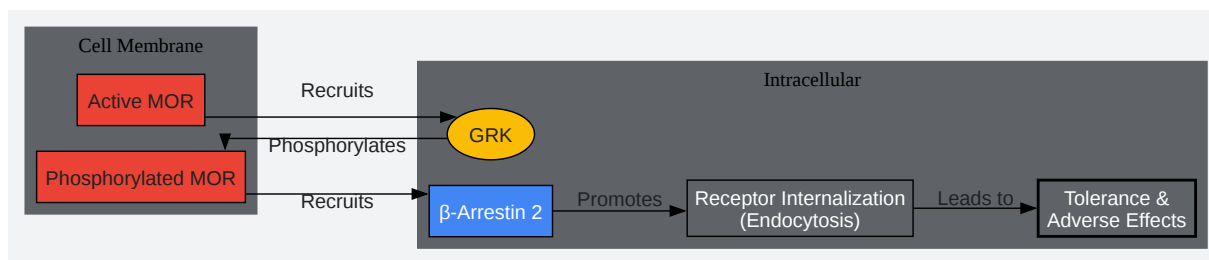 Cell Membrane
Active MOR
Phosphorylated MOR
Recruits
Phosphorylates
Recruits
Intracellular
GRK
β-Arrestin 2
Promotes
Receptor Internalization
(Endocytosis)
Leads to
Tolerance &
Adverse Effects